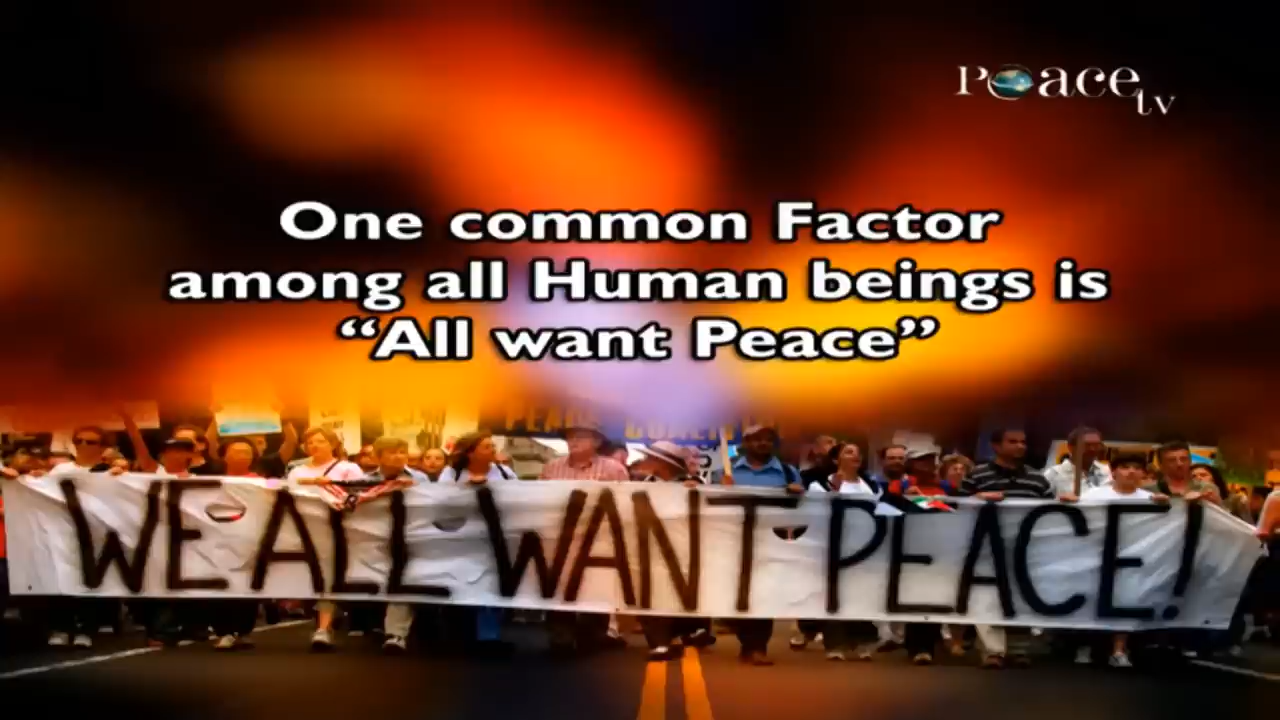 Peace tv
One common Factor
among all Human beings is
“All want Peace”
WE ALL WANT PEACE!